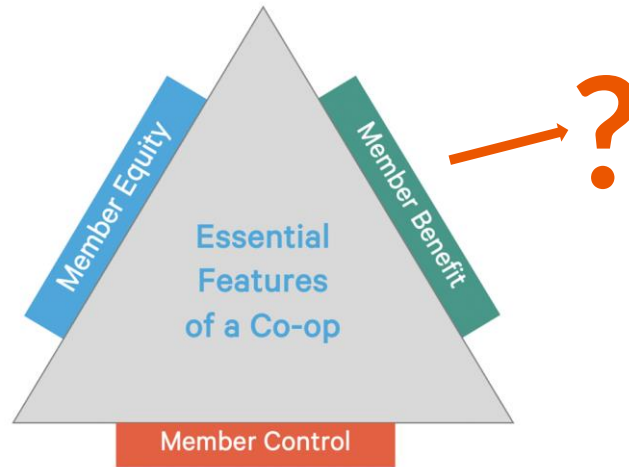 Member Equity
Member Benefit
?
Essential
Features
of a Co-op
Member Control